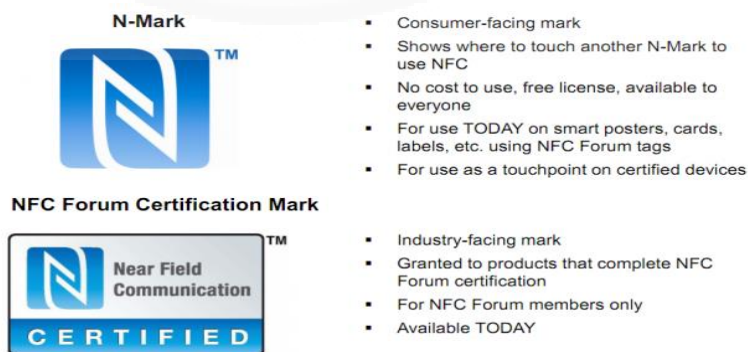 N-Mark
TM
▪ Consumer-facing mark
▪ Shows where to touch another N-Mark to
use NFC
▪ No cost to use, free license, available to
everyone
▪ For use TODAY on smart posters, cards,
labels, etc. using NFC Forum tags
▪ For use as a touchpoint on certified devices
NFC Forum Certification Mark
TM
Near Field
Communication
CERTIFIED
▪ Industry-facing mark
▪ Granted to products that complete NFC
Forum certification
▪ For NFC Forum members only
▪ Available TODAY